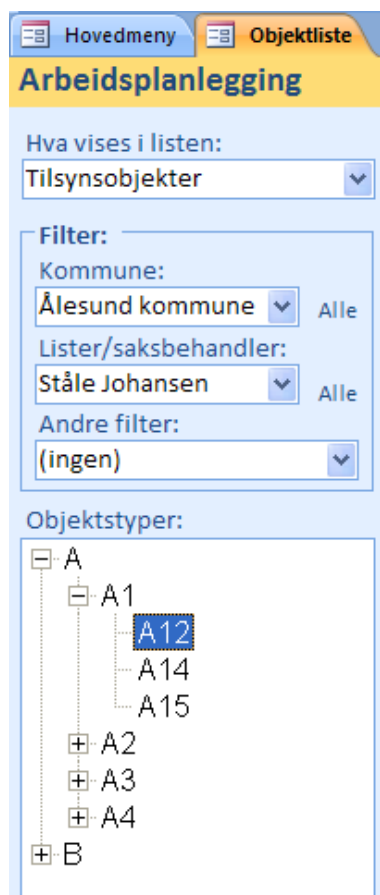 Hovedmeny Objektliste
Arbeidsplanlegging
Hva vises i listen:
Tilsynsobjekter
Filter:
Kommune:
Ålesund kommune Alle
Lister/saksbehandler:
Ståle Johansen Alle
Andre filter:
(ingen)
Objektstyper:
A
A1
A12
A14
A15
A2
A3
A4
B